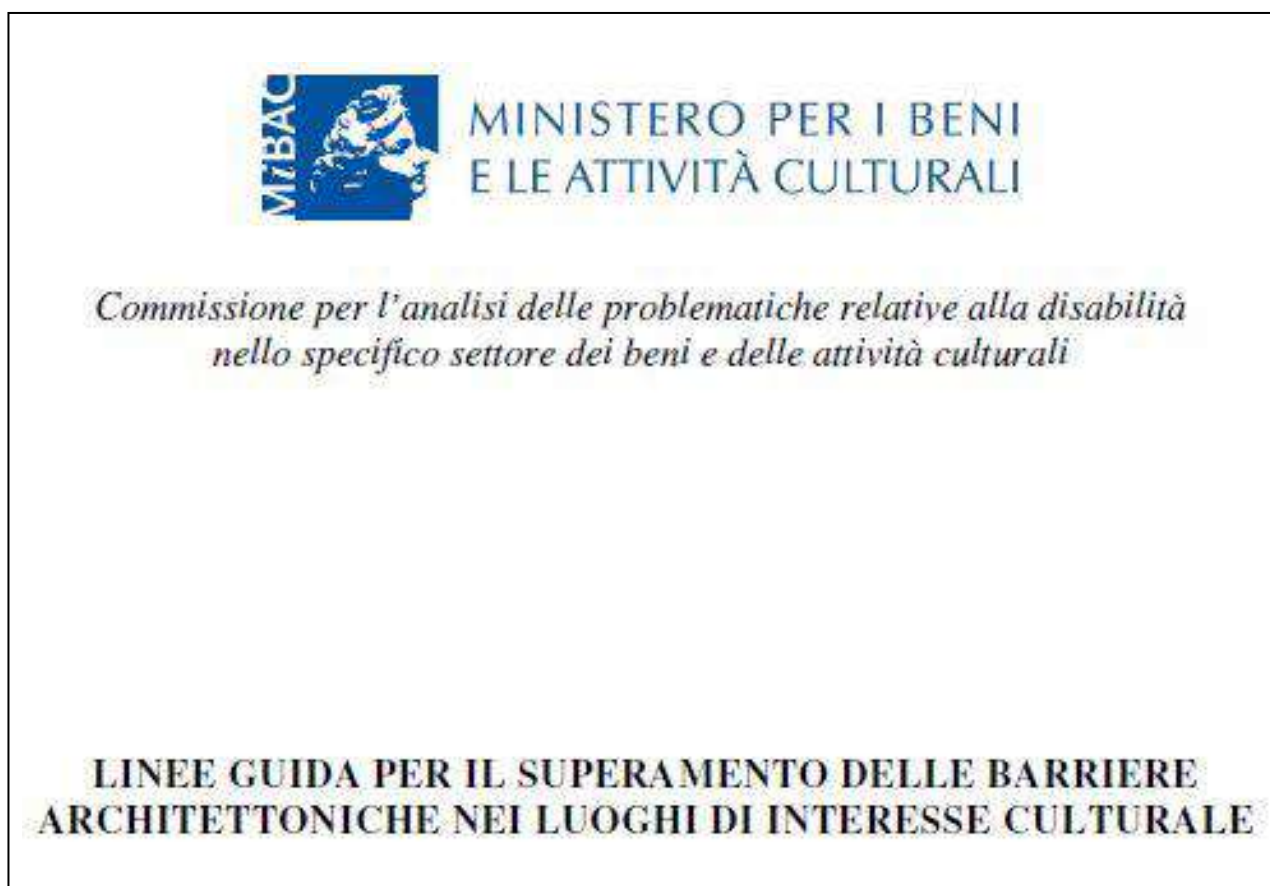 MiBAC
MINISTERO PER I BENI
E LE ATTIVITÀ CULTURALI
Commissione per l'analisi delle problematiche relative alla disabilità
nello specifico settore dei beni e delle attività culturali
LINEE GUIDA PER IL SUPERAMENTO DELLE BARRIERE
ARCHITETTONICHE NEI LUOGHI DI INTERESSE CULTURALE